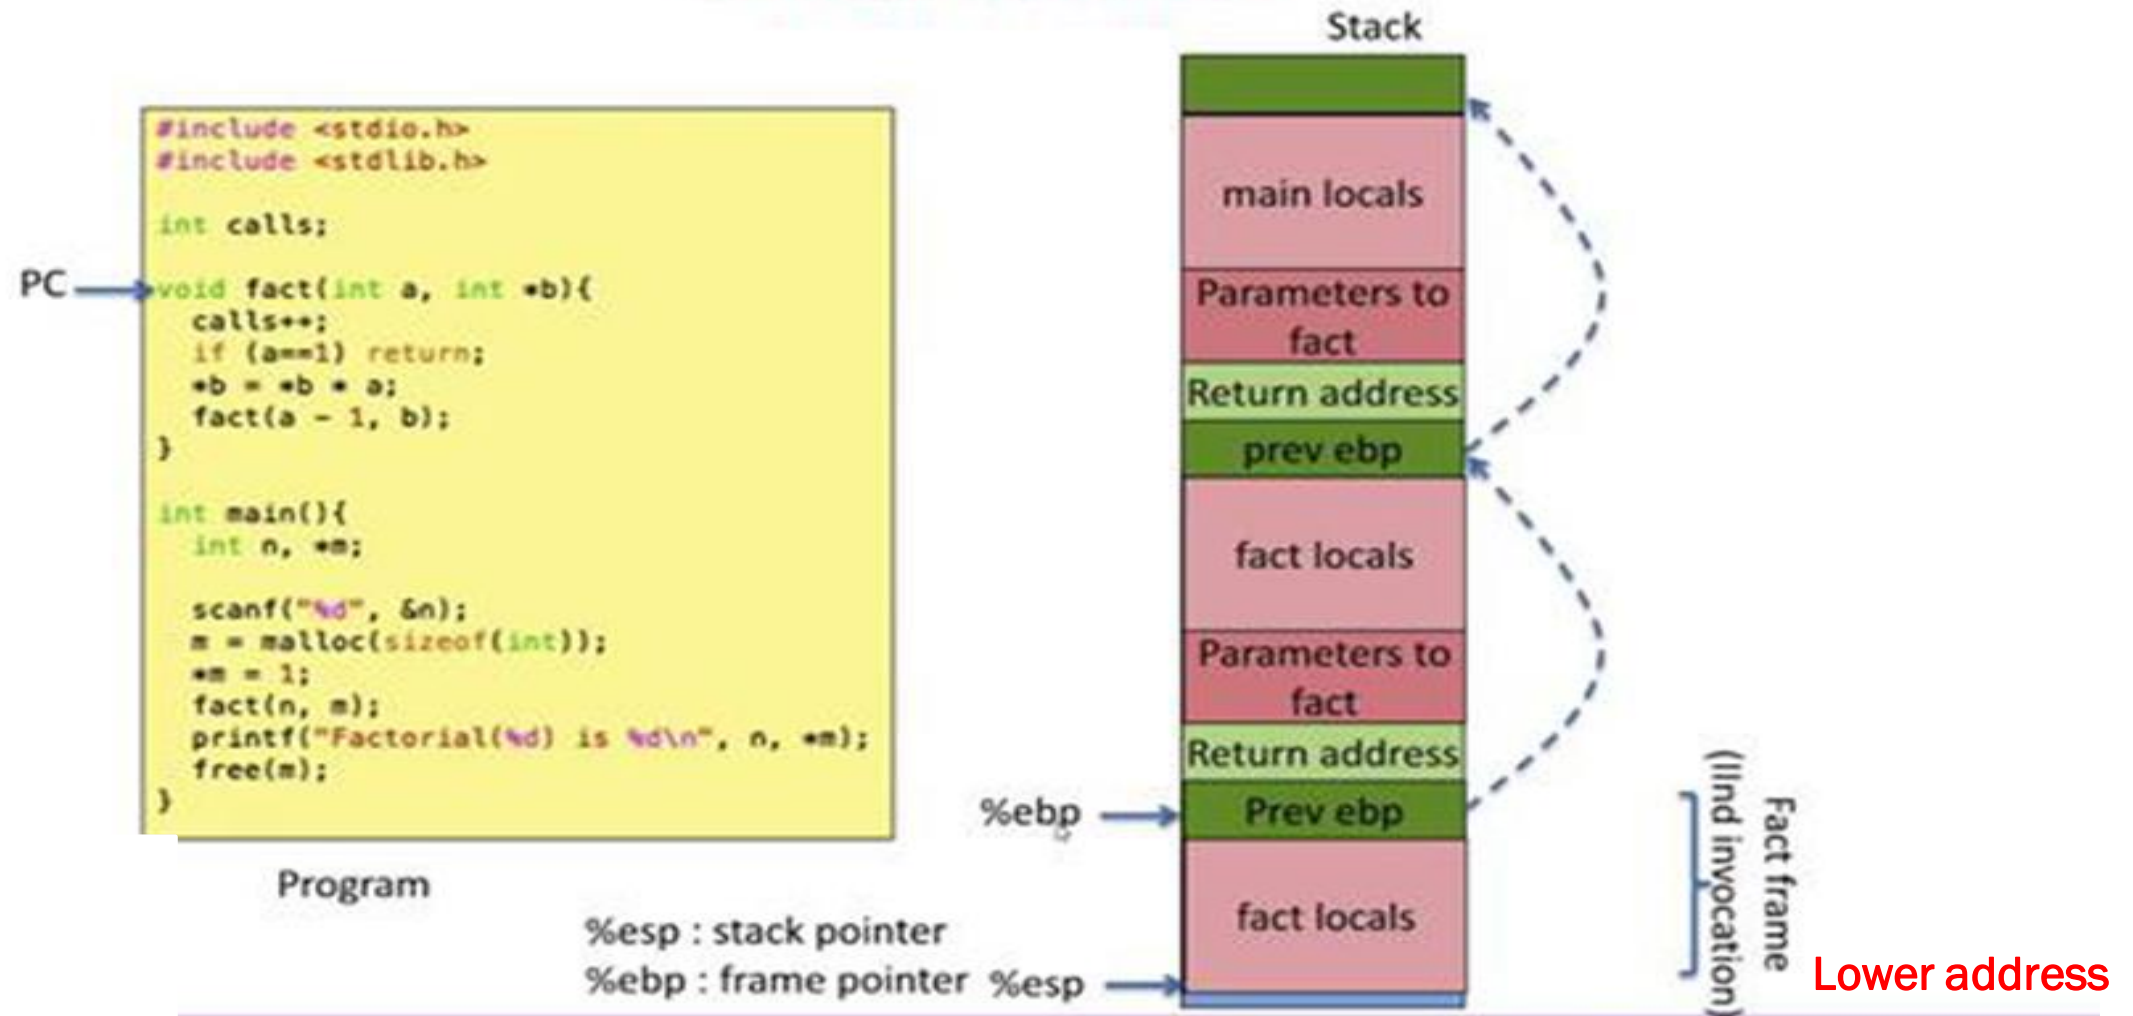 Stack
#include <stdio.h>
#include <stdlib.h>
int calls;
PC
void fact(int a, int *b){
calls++;
if (a==1) return;
*b = *b * a;
fact(a - 1, b);
}
int main(){
int n, *m;
scanf("%d", &n);
m = malloc(sizeof(int));
*m = 1;
fact(n, m);
printf("Factorial(%d) is %d\n", n, *m);
free(m);
}
Program
main locals
Parameters to
fact
Return address
prev ebp
fact locals
Parameters to
fact
Return address
%ebp
Prev ebp
fact locals
%esp : stack pointer
%ebp : frame pointer
%esp
Fact frame
(IInd invocation)
Lower address